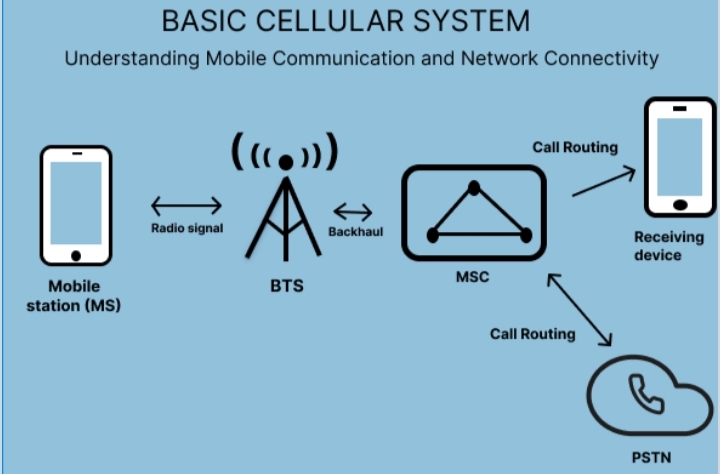 BASIC CELLULAR SYSTEM
Understanding Mobile Communication and Network Connectivity
Call Routing
Radio signal
Backhaul
Receiving
device
MSC
Mobile
station (MS)
BTS
Call Routing
PSTN